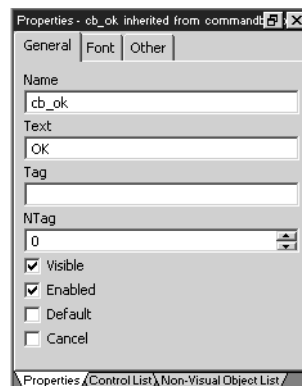 Properties - cb_ok inherited from commandb
General Font Other
Name
cb_ok
Text
OK
Tag
NTag
0
Visible
Enabled
Default
Cancel
Properties Control List Non-Visual Object List